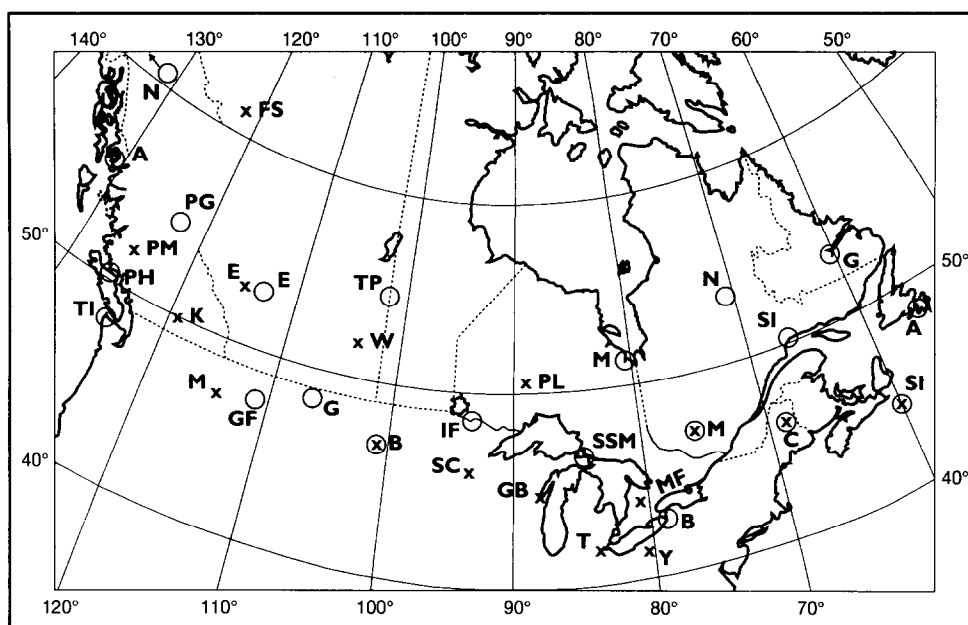 140° 130° 120° 110° 100° 90° 80° 70° 60° 50°
N FS
A
PG
50° PM
PH E E TP N G 50°
TI K W SI A
M PL M SI
GF G IF M C
B SSM
40° SC MF 40°
GB B
T Y
120° 110° 100° 90° 80° 70°